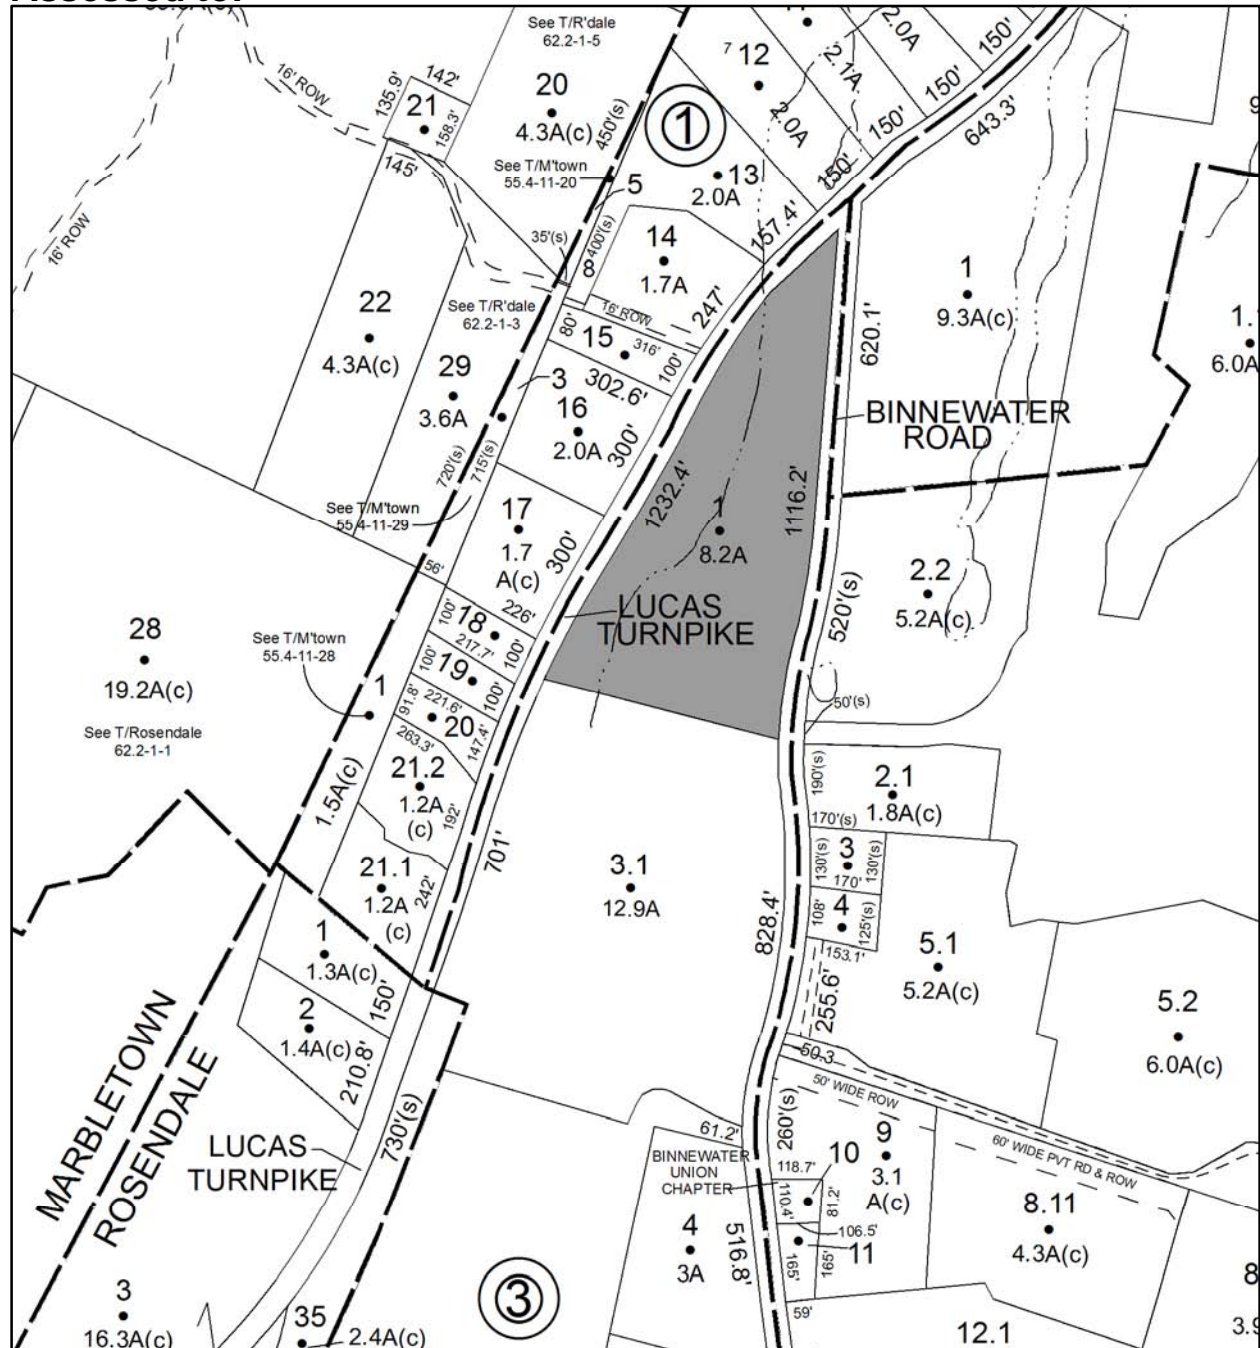 See T/R'dale
62.2-1-5
20
4.3A(c)
16' ROW
142'
135.9'
21
158.3'
145'
16' ROW
450'(s)
See T/M'town
55.4-11-20
5
1
7
12
2.0A
2.1A
2.0A
150'
150'
150'
150'
643.3'
13
2.0A
157.4'
35'(s)
400'(s)
8
14
1.7A
16' ROW
247'
22
4.3A(c)
See T/R'dale
62.2-1-3
80'
15
316'
100'
29
3.6A
3
302.6'
16
2.0A
300'
720'(s)
715'(s)
See T/M'town
55.4-11-29
17
1.7
A(c)
300'
56'
226'
1
9.3A(c)
620.1'
BINNEWATER
ROAD
1.
6.0A
1232.4'
1116.2'
1
8.2A
LUCAS
TURNPIKE
520'(s)
2.2
5.2A(c)
50'(s)
28
19.2A(c)
See T/Rosendale
62.2-1-1
See T/M'town
55.4-11-28
1
1.5A(c)
100'
18
217.7'
100'
100'
19
100'
91.8'
221.6'
20
147.4'
263.3'
21.2
1.2A
(c)
192'
701'
21.1
1.2A
(c)
242'
3.1
12.9A
828.4'
190'(s)
2.1
1.8A(c)
170'(s)
130'(s)
3
130'(s)
170'
108'
4
125'(s)
153.1'
255.6'
5.1
5.2A(c)
5.2
6.0A(c)
1
1.3A(c)
150'
2
1.4A(c)
210.8'
MARBLETOWN
ROSENDALE
LUCAS
TURNPIKE
730'(s)
50.3
50' WIDE ROW
60' WIDE PVT RD & ROW
61.2'
260'(s)
BINNEWATER
UNION
CHAPTER
118.7'
110.4'
10
81.2'
9
3.1
A(c)
106.5'
11
165'
165'
59'
4
3A
516.8'
8.11
4.3A(c)
12.1
3
16.3A(c)
35
2.4A(c)
3
8
3.9